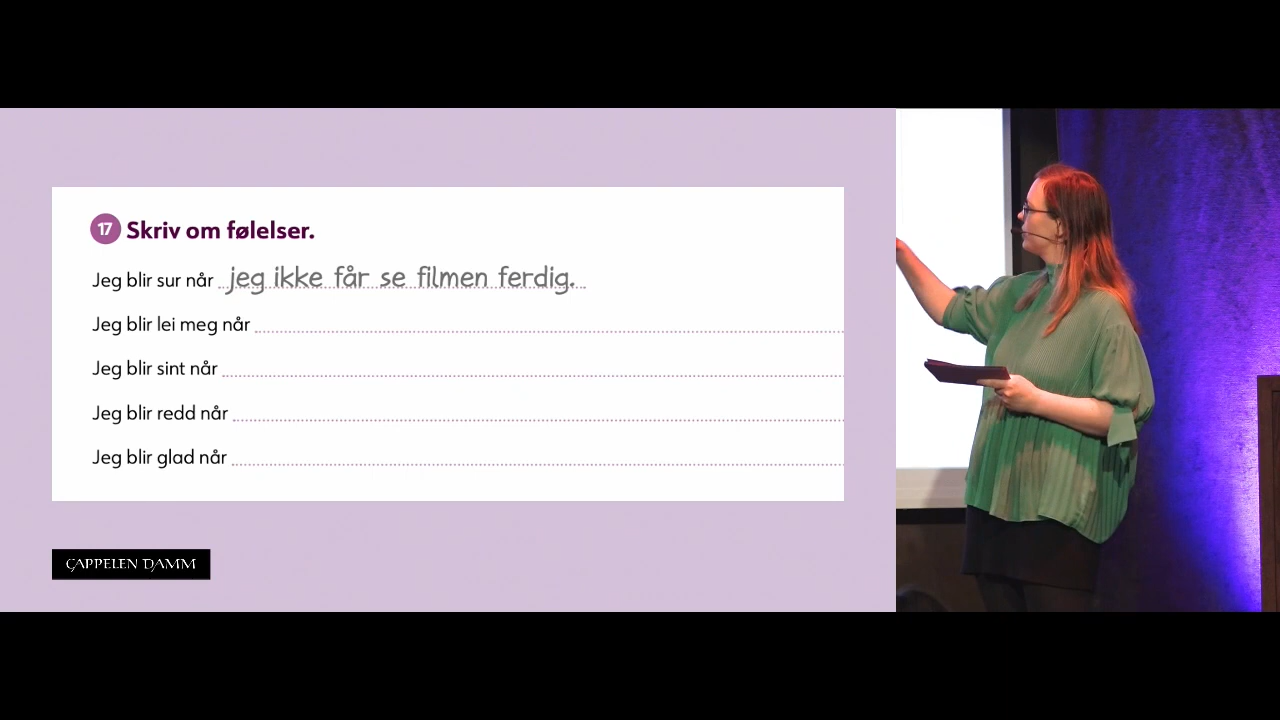 17 Skriv om følelser.
Jeg blir sur når jeg ikke får se filmen ferdig.
Jeg blir lei meg når
Jeg blir sint når
Jeg blir redd når
Jeg blir glad når
CAPPELEN DAMM